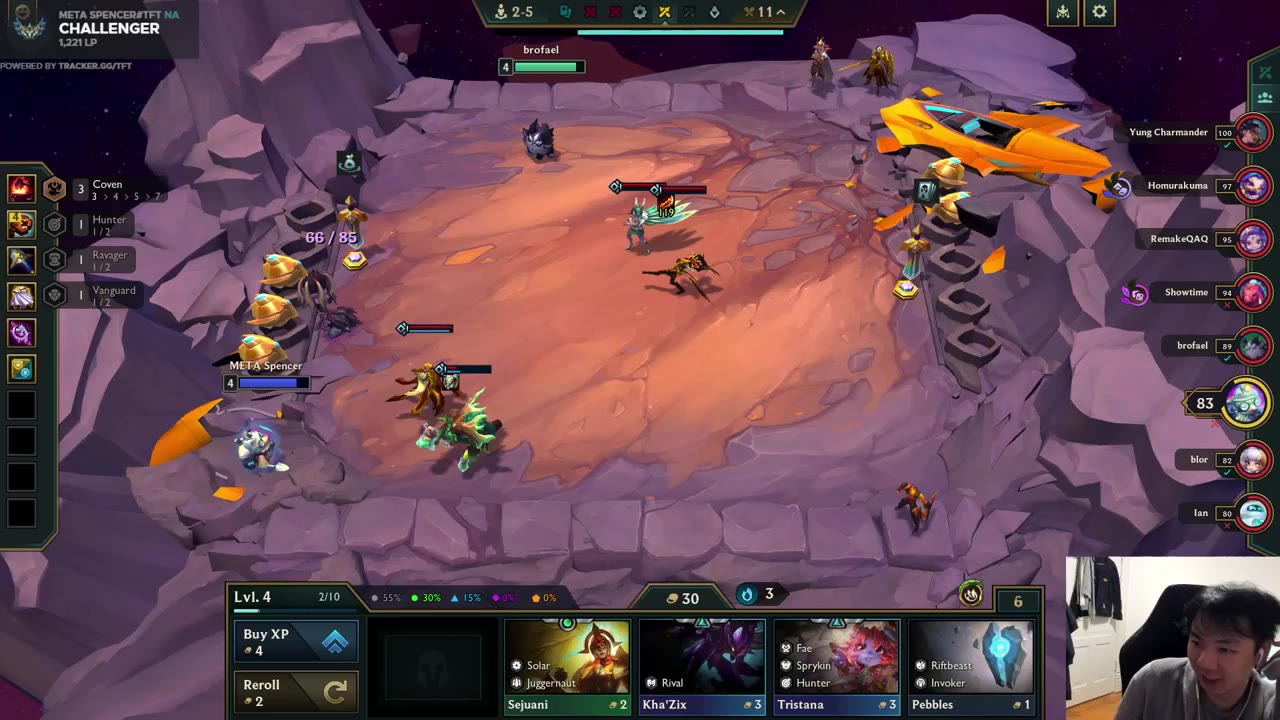 META SPENCER#TFT NA
CHALLENGER
1,221 LP
POWERED BY TRACKER.GG/TFT
2-5
11
brofael
4
3
Coven
3 > 4 > 5 > 7
1
Hunter
1 / 2
1
Ravager
1 / 2
1
Vanguard
1 / 2
66 / 85
119
META Spencer
4
Yung Charmander 100
Homurakuma 97
RemakeQAQ 95
Showtime 94
brofael 89
83
blor 82
Ian 80
Lvl. 4
2/10
55%
30%
15%
0%
0%
30
3
6
Buy XP
4
Reroll
2
Solar
Juggernaut
Sejuani 2
Rival
Kha'Zix 3
Fae
Sprykin
Hunter
Tristana 3
Riftbeast
Invoker
Pebbles 1